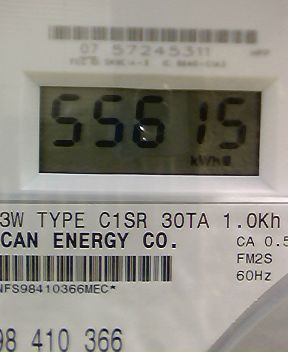 07 57245311
55615
kWh
3W TYPE C1SR 30TA 1.0Kh
CAN ENERGY CO.
CA 0.5
FM2S
60Hz
NFS98410366MEC*
98 410 366